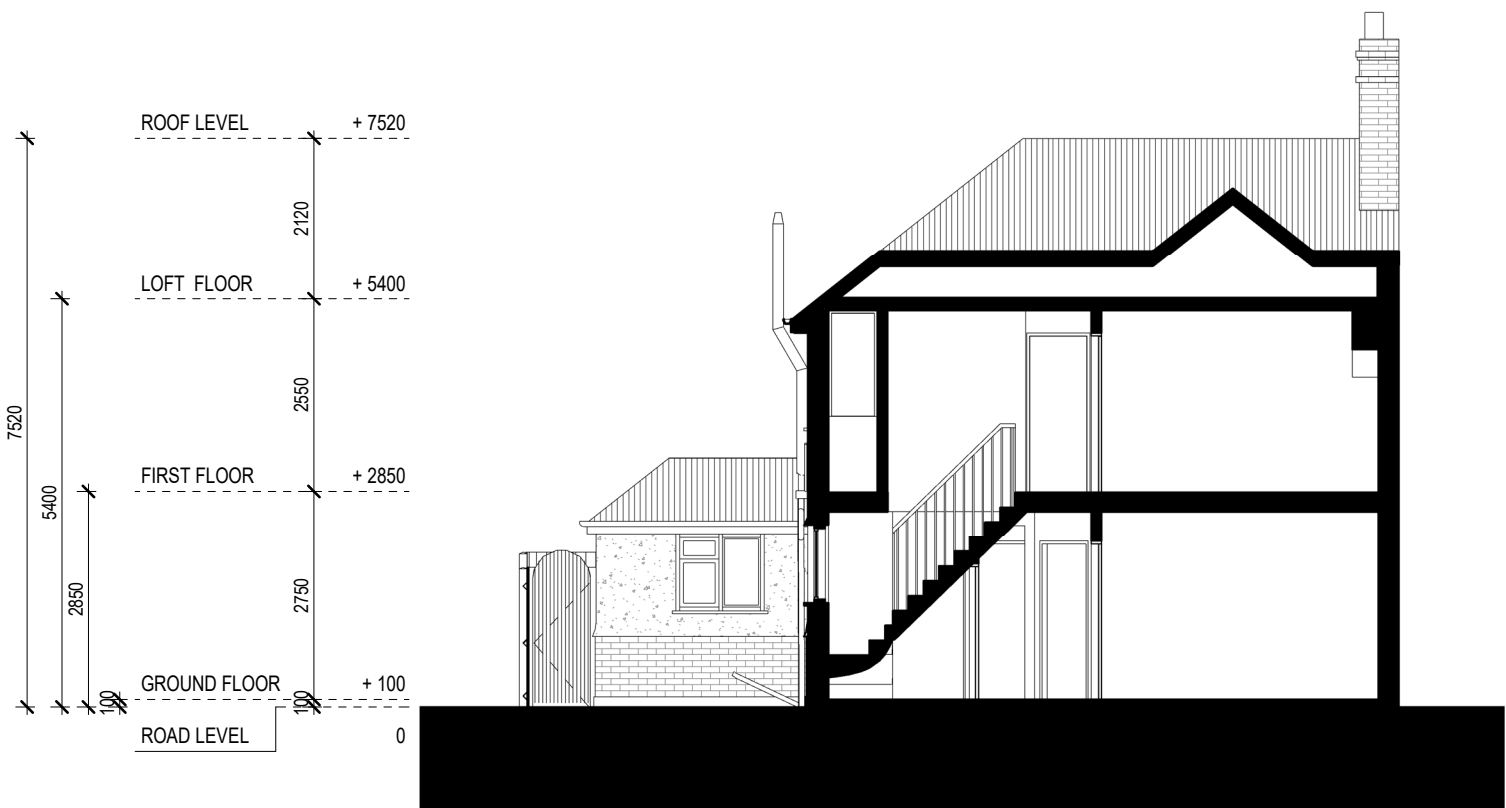 ROOF LEVEL + 7520
2120
LOFT FLOOR + 5400
2550
7520
FIRST FLOOR + 2850
5400
2850
2750
GROUND FLOOR + 100
100
100
ROAD LEVEL 0